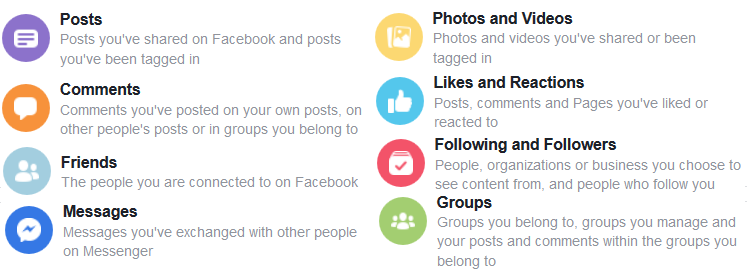 Posts
Posts you've shared on Facebook and posts
you've been tagged in
Comments
Comments you've posted on your own posts, on
other people's posts or in groups you belong to
Friends
The people you are connected to on Facebook
Messages
Messages you've exchanged with other people
on Messenger
Photos and Videos
Photos and videos you've shared or been
tagged in
Likes and Reactions
Posts, comments and Pages you've liked or
reacted to
Following and Followers
People, organizations or business you choose to
see content from, and people who follow you
Groups
Groups you belong to, groups you manage and
your posts and comments within the groups you
belong to